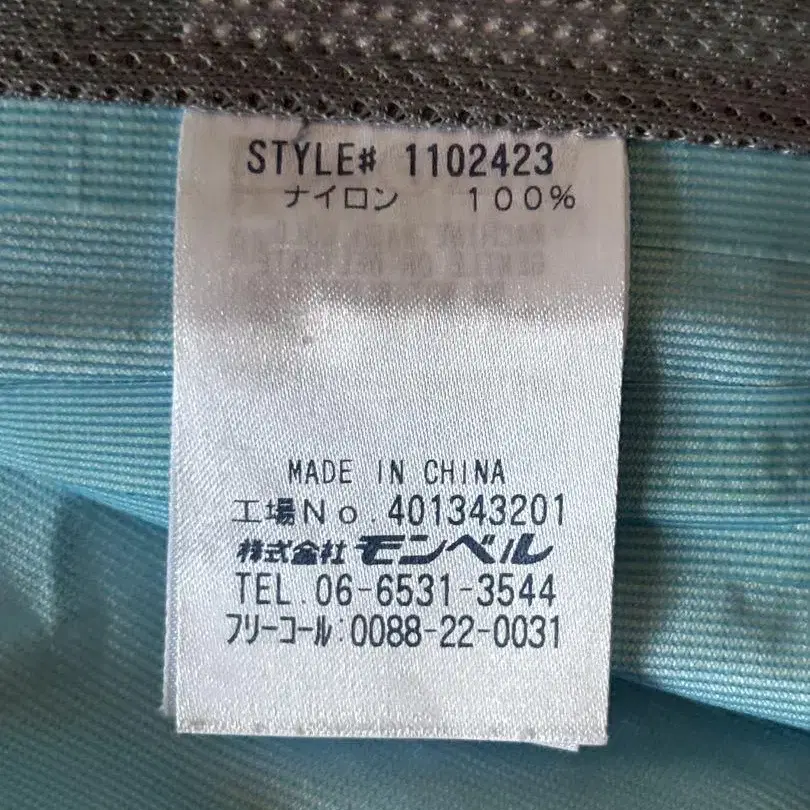 STYLE# 1102423
ナイロン 100%
MADE IN CHINA
工場No.401343201
株式会社 モンベル
TEL.06-6531-3544
フリーコール:0088-22-0031